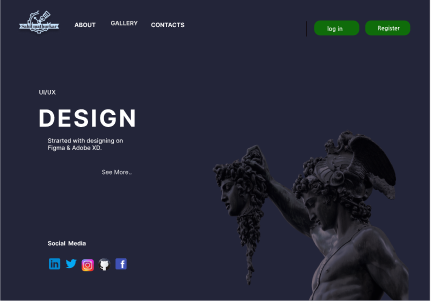 ABOUT
GALLERY
CONTACTS
log in
Register
UI/UX
DESIGN
Strarted with designing on
Figma & Adobe XD.
See More..
Social Media